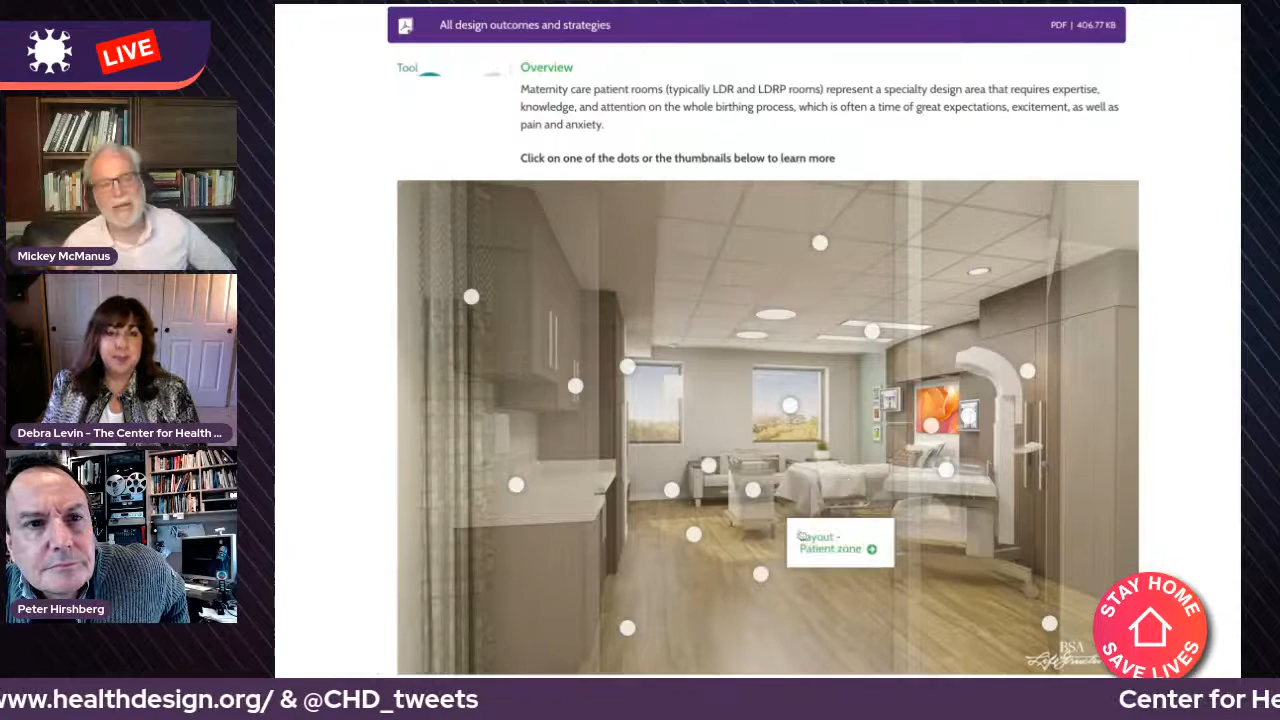 LIVE
Mickey McManus
Debra Levin - The Center for Health ...
Peter Hirshberg
All design outcomes and strategies
PDF | 406.77 KB
Tool
Overview
Maternity care patient rooms (typically LDR and LDRP rooms) represent a specialty design area that requires expertise,
knowledge, and attention on the whole birthing process, which is often a time of great expectations, excitement, as well as
pain and anxiety.
Click on one of the dots or the thumbnails below to learn more
Layout -
Patient zone
BSA
STAY HOME
SAVE LIVES
www.healthdesign.org/ & @CHD_tweets
Center for He